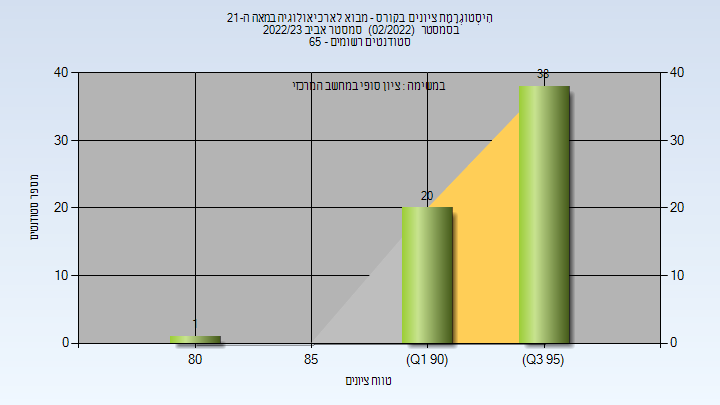 הִיסְטוֹגְרָמַת ציונים בקורס - מבוא לארכיאולוגיה במאה ה-21
בסמסטר (02/2022) סמסטר אביב 2022/23
סטודנטים רשומים - 65
במשימה : ציון סופי במחשב המרכזי
מספר סטודנטים
40
30
20
10
0
40
30
20
10
0
1
20
38
80
85
(Q1 90)
(Q3 95)
טווח ציונים